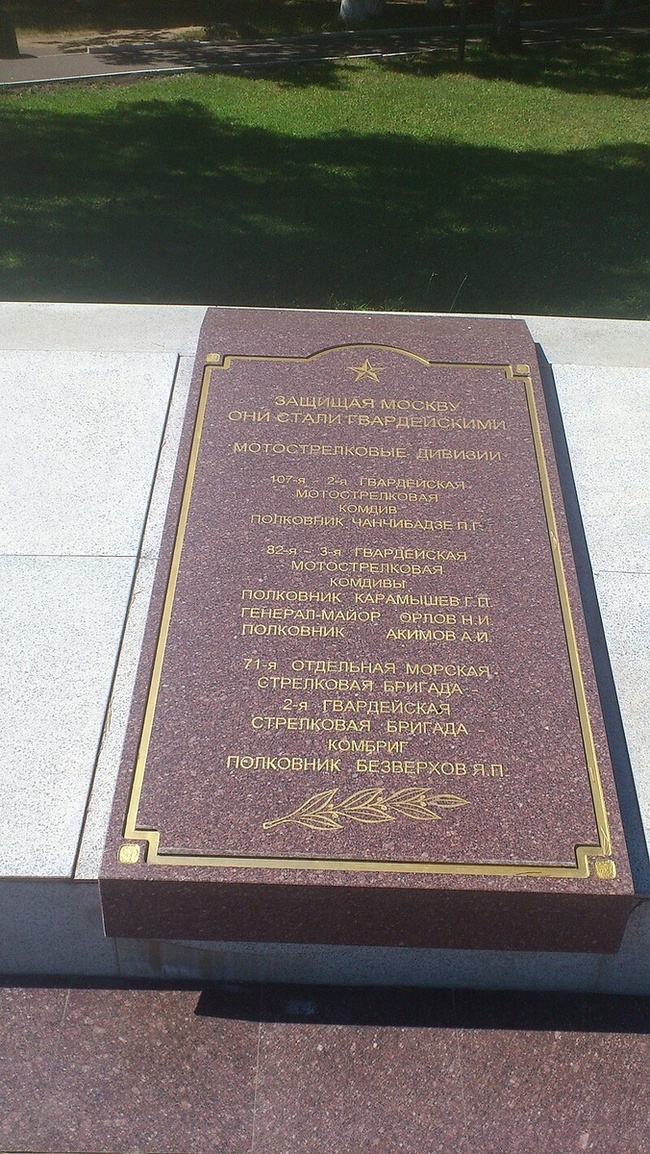 ЗАЩИЩАЯ МОСКВУ
ОНИ СТАЛИ ГВАРДЕЙСКИМИ
МОТОСТРЕЛКОВЫЕ ДИВИЗИИ
107-я - 2-я ГВАРДЕЙСКАЯ
МОТОСТРЕЛКОВАЯ
КОМДИВ
ПОЛКОВНИК ЧАНЧИБАДЗЕ П.Г.
82-я - 3-я ГВАРДЕЙСКАЯ
МОТОСТРЕЛКОВАЯ
КОМДИВЫ
ПОЛКОВНИК КАРАМЫШЕВ Г.П.
ГЕНЕРАЛ-МАЙОР ОРЛОВ Н.И.
ПОЛКОВНИК АКИМОВ А.И.
71-я ОТДЕЛЬНАЯ МОРСКАЯ
СТРЕЛКОВАЯ БРИГАДА -
2-я ГВАРДЕЙСКАЯ
СТРЕЛКОВАЯ БРИГАДА -
КОМБРИГ
ПОЛКОВНИК БЕЗВЕРХОВ Я.П.